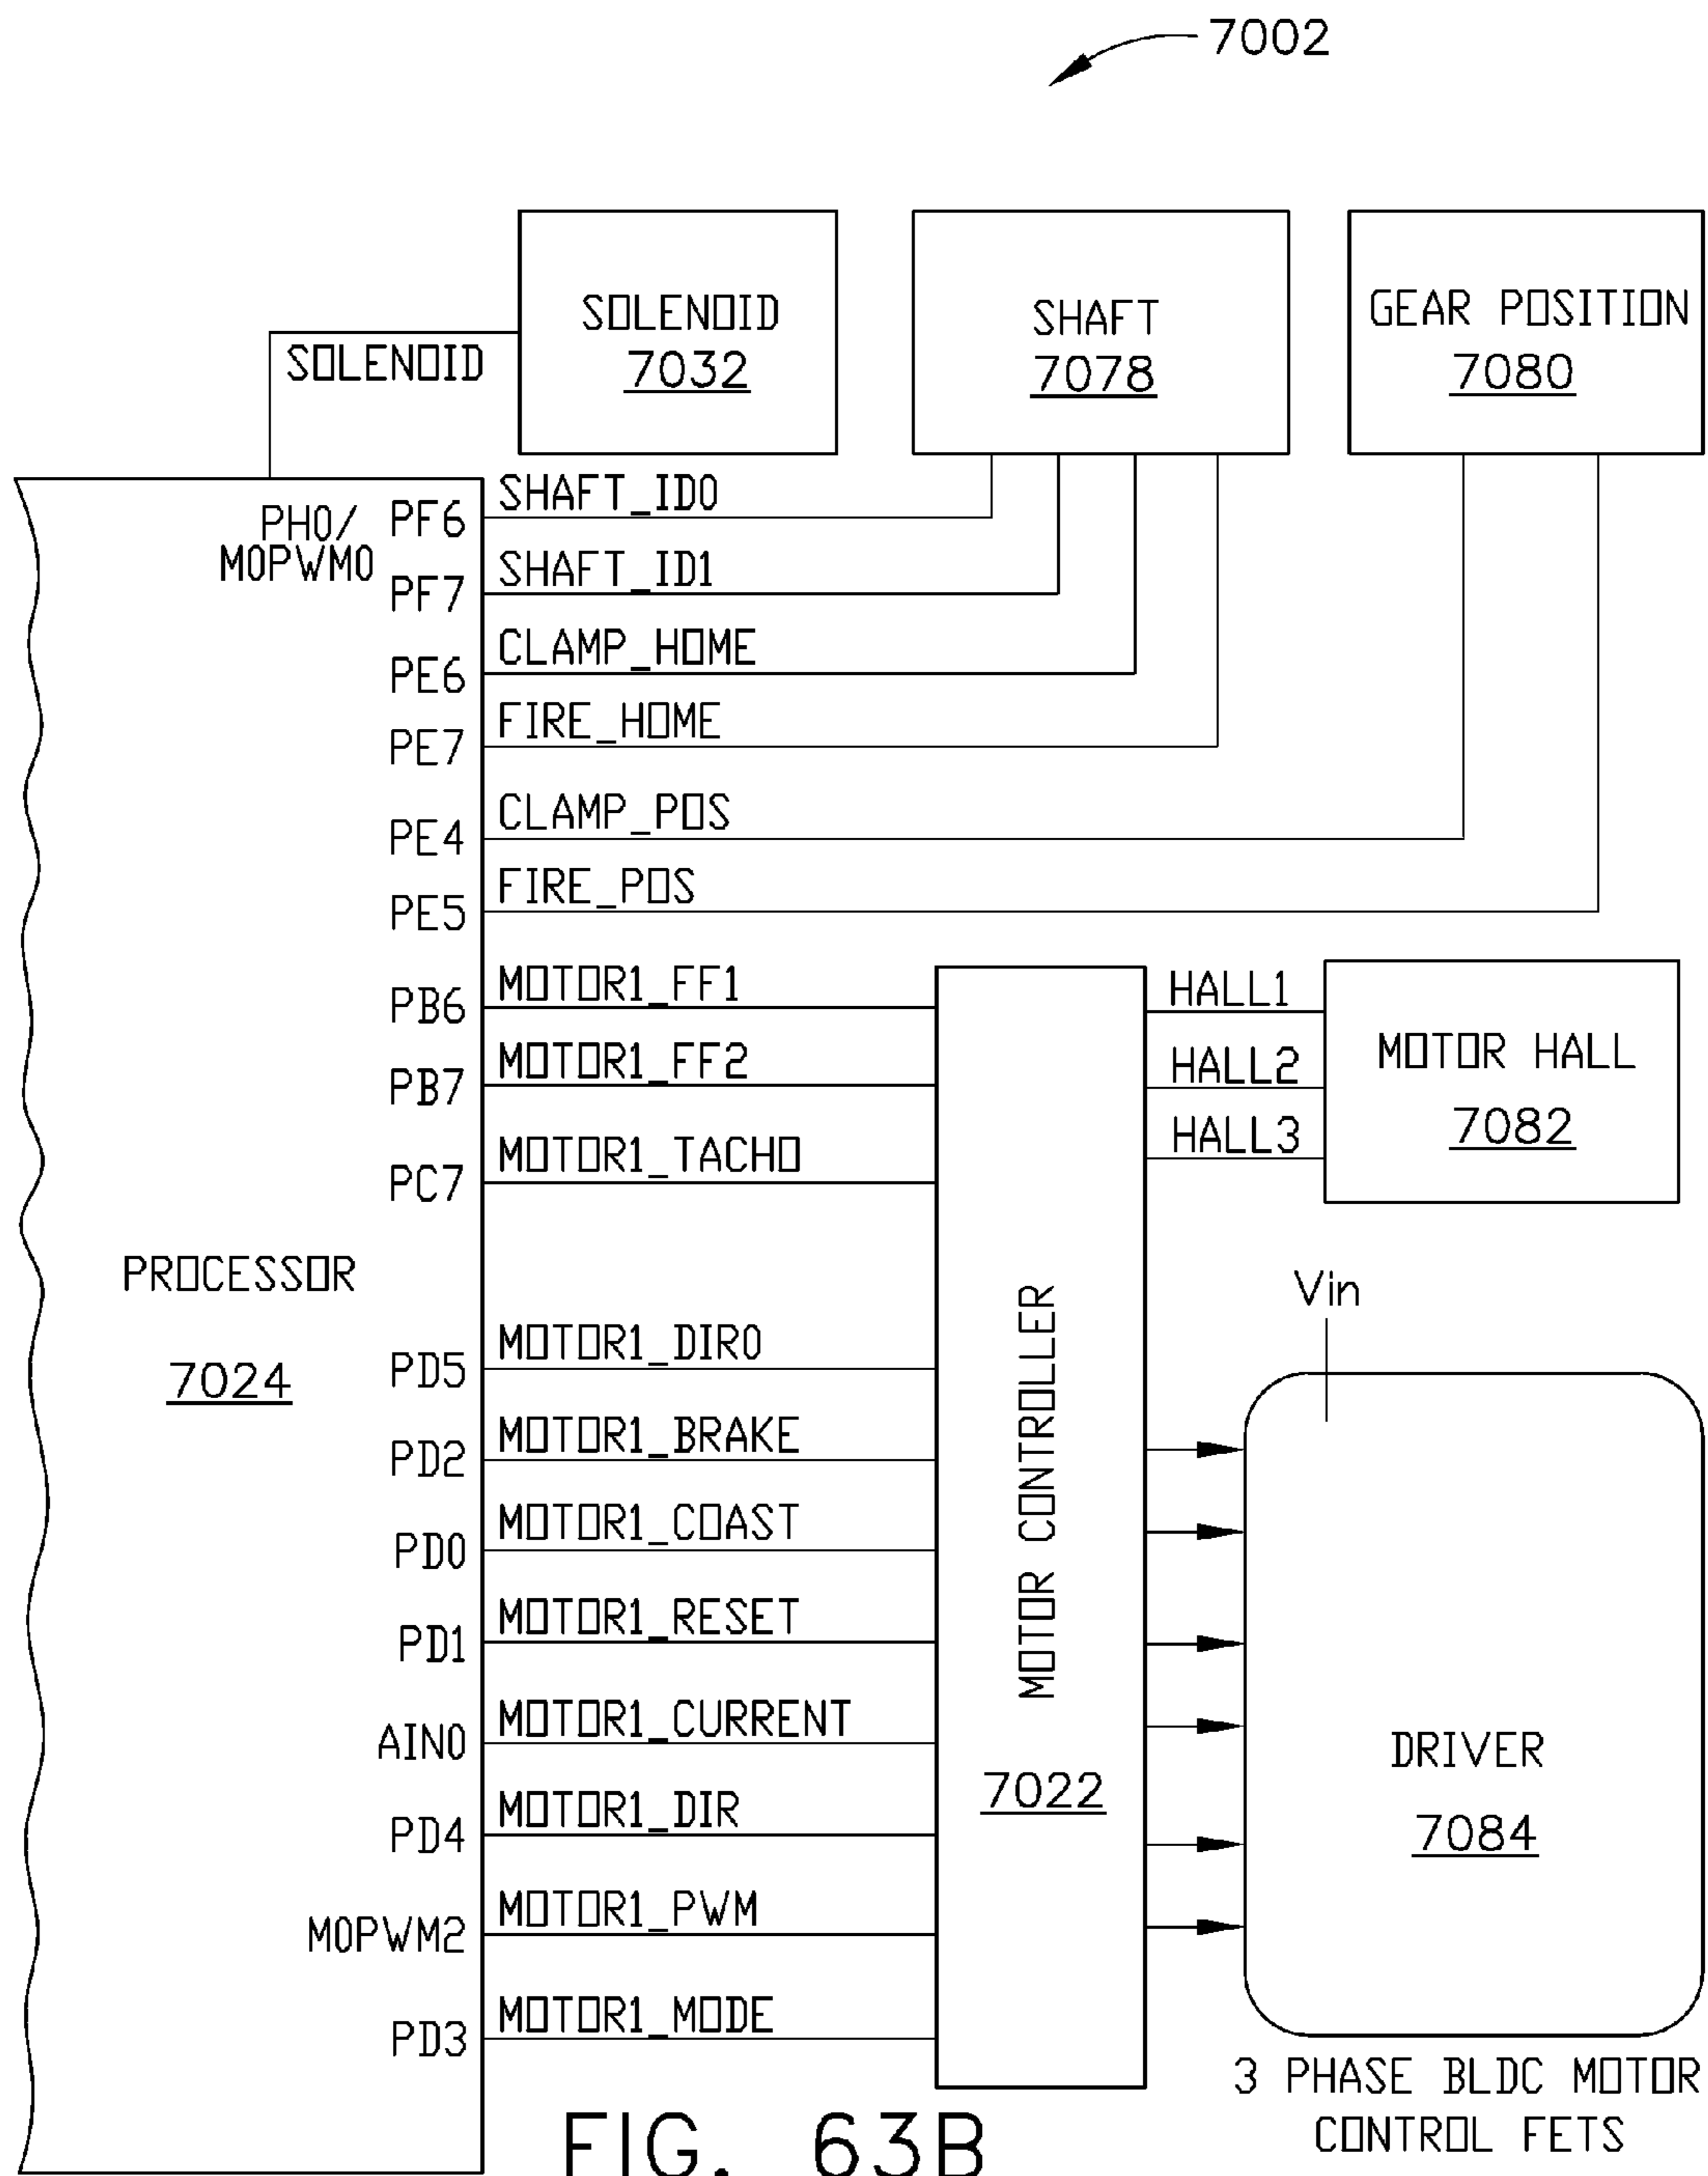 7002
SOLENOID
7032
SHAFT
7078
GEAR POSITION
7080
SOLENOID
PH0/
M0PWM0
PF6
SHAFT_ID0
PF7
SHAFT_ID1
PE6
CLAMP_HOME
PE7
FIRE_HOME
PE4
CLAMP_POS
PE5
FIRE_POS
PB6
MOTOR1_FF1
PB7
MOTOR1_FF2
PC7
MOTOR1_TACHO
HALL1
HALL2
HALL3
MOTOR HALL
7082
PROCESSOR
7024
PD5
MOTOR1_DIR0
PD2
MOTOR1_BRAKE
PD0
MOTOR1_COAST
PD1
MOTOR1_RESET
AIN0
MOTOR1_CURRENT
PD4
MOTOR1_DIR
M0PWM2
MOTOR1_PWM
PD3
MOTOR1_MODE
MOTOR CONTROLLER
7022
Vin
DRIVER
7084
3 PHASE BLDC MOTOR
CONTROL FETS
FIG. 63B